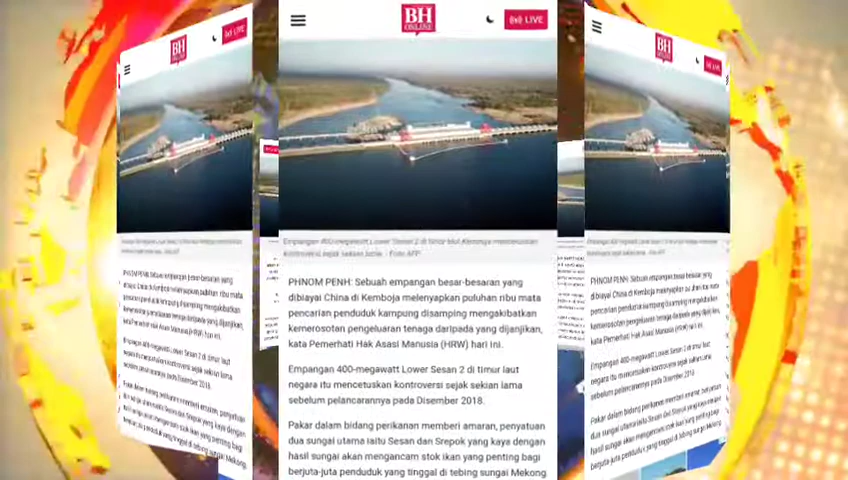 BH
ONLINE
LIVE
Empangan 400-megawatt Lower Sesan 2 di timur laut Kemboja mencetuskan
kontroversi sejak sekian lama. - Foto AFP
PHNOM PENH: Sebuah empangan besar-besaran yang
dibiayai China di Kemboja melenyapkan puluhan ribu mata
pencarian penduduk kampung disamping mengakibatkan
kemerosotan pengeluaran tenaga daripada yang dijanjikan,
kata Pemerhati Hak Asasi Manusia (HRW) hari ini.
Empangan 400-megawatt Lower Sesan 2 di timur laut
negara itu mencetuskan kontroversi sejak sekian lama
sebelum pelancarannya pada Disember 2018.
Pakar dalam bidang perikanan memberi amaran, penyatuan
dua sungai utama iaitu Sesan dan Srepok yang kaya dengan
hasil sungai akan mengancam stok ikan yang penting bagi
berjuta-juta penduduk yang tinggal di tebing sungai Mekong